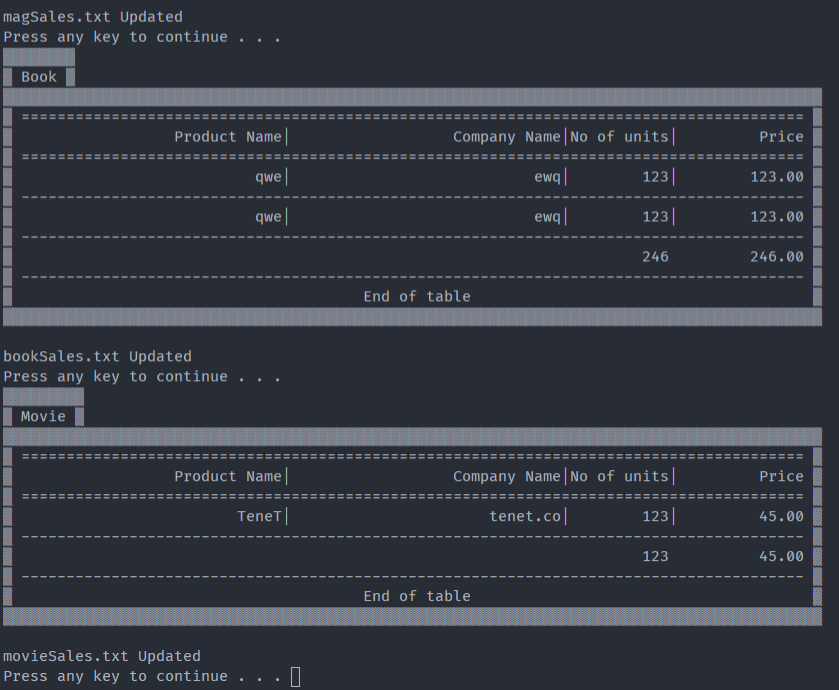 magSales.txt Updated
Press any key to continue . . .
Book
Product Name| Company Name|No of units| Price
qwe| ewq| 123| 123.00
qwe| ewq| 123| 123.00
246 246.00
End of table
bookSales.txt Updated
Press any key to continue . . .
Movie
Product Name| Company Name|No of units| Price
TeneT| tenet.co| 123| 45.00
123 45.00
End of table
movieSales.txt Updated
Press any key to continue . . .